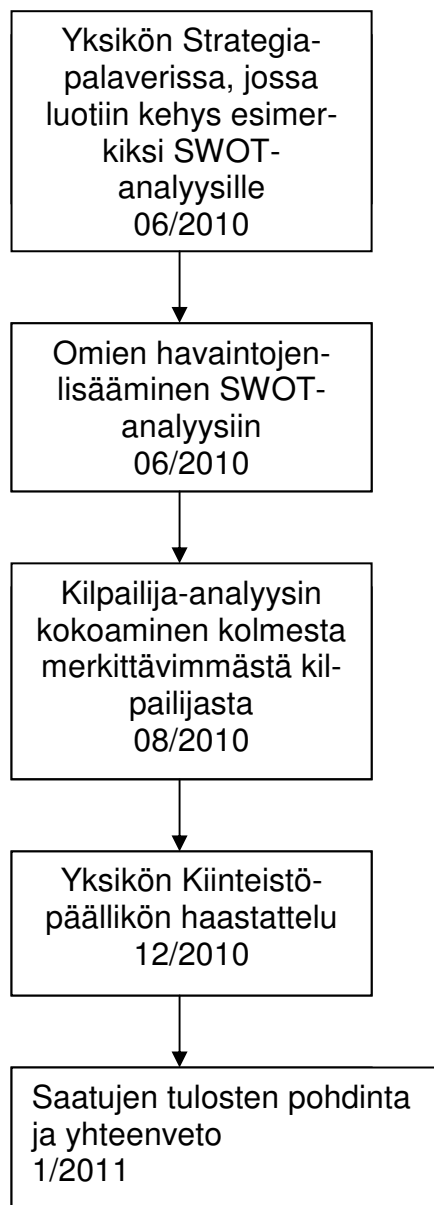 Yksikön Strategia-
palaverissa, jossa
luotiin kehys esimer-
kiksi SWOT-
analyysille
06/2010
Omien havaintojen-
lisääminen SWOT-
analyysiin
06/2010
Kilpailija-analyysin
kokoaminen kolmesta
merkittävimmästä kil-
pailijasta
08/2010
Yksikön Kiinteistö-
päällikön haastattelu
12/2010
Saatujen tulosten pohdinta
ja yhteenveto
1/2011